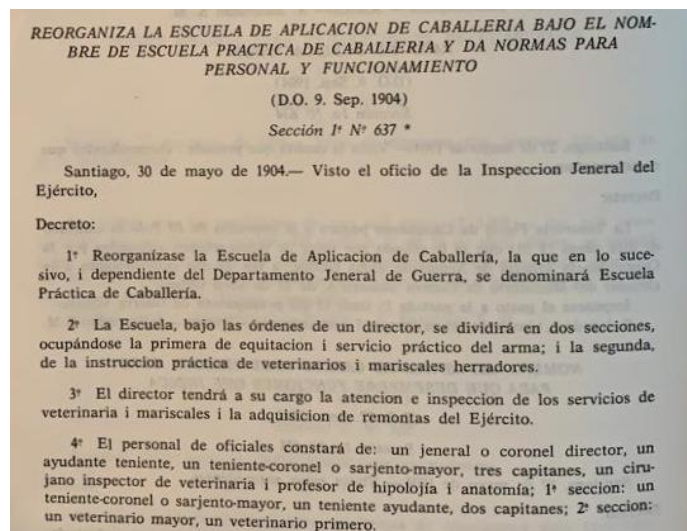 REORGANIZA LA ESCUELA DE APLICACION DE CABALLERIA BAJO EL NOM-
BRE DE ESCUELA PRACTICA DE CABALLERIA Y DA NORMAS PARA
PERSONAL Y FUNCIONAMIENTO
(D.O. 9. Sep. 1904)
Sección 1ª Nº 637 *
Santiago, 30 de mayo de 1904.— Visto el oficio de la Inspeccion Jeneral del
Ejército,
Decreto:
1º Reorganízase la Escuela de Aplicación de Caballería, la que en lo suce-
sivo, i dependiente del Departamento Jeneral de Guerra, se denominará Escuela
Práctica de Caballería.
2º La Escuela, bajo las órdenes de un director, se dividirá en dos secciones,
ocupándose la primera de equitacion i servicio práctico del arma; i la segunda,
de la instruccion práctica de veterinarios i mariscales herradores.
3º El director tendrá a su cargo la atencion e inspeccion de los servicios de
veterinaria i mariscales i la adquisicion de remontas del Ejército.
4º El personal de oficiales constará de: un jeneral o coronel director, un
ayudante teniente, un teniente-coronel o sarjento-mayor, tres capitanes, un ciru-
jano inspector de veterinaria i profesor de hipolojía i anatomía; 1ª seccion: un
teniente-coronel o sarjento-mayor, un teniente ayudante, dos capitanes; 2ª seccion:
un veterinario mayor, un veterinario primero.